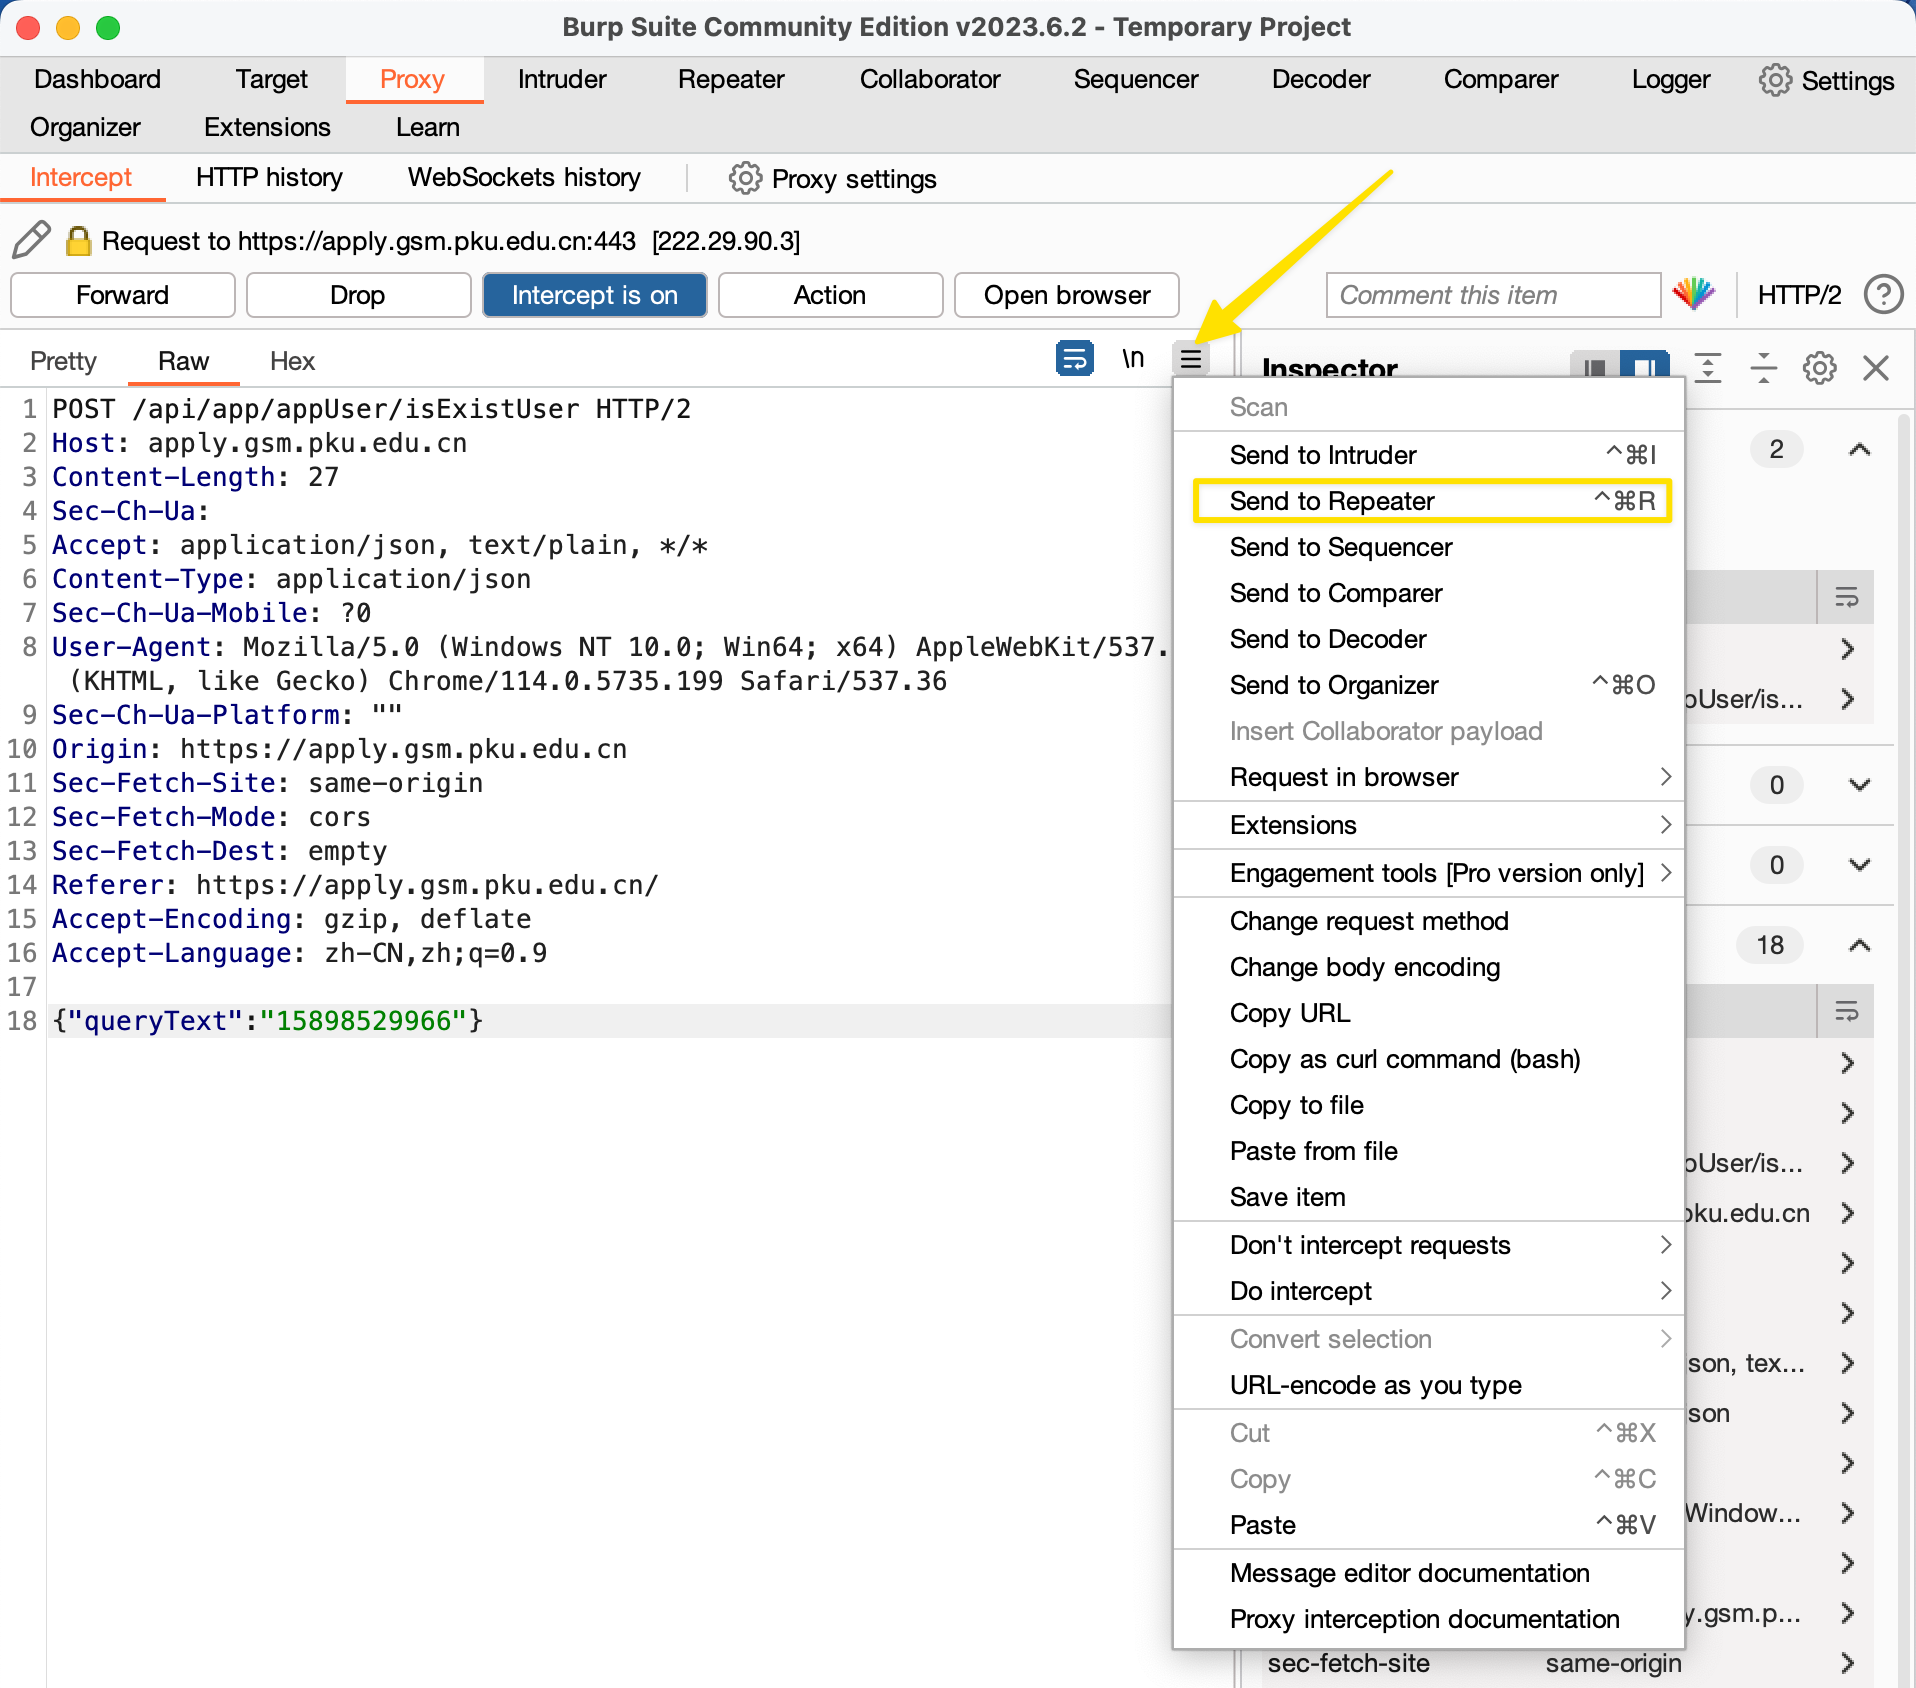 Burp Suite Community Edition v2023.6.2 - Temporary Project
Dashboard Target Proxy Intruder Repeater Collaborator Sequencer Decoder Comparer Logger Settings
Organizer Extensions Learn
Intercept HTTP history WebSockets history Proxy settings
Request to https://apply.gsm.pku.edu.cn:443 [222.29.90.3]
Forward Drop Intercept is on Action Open browser Comment this item HTTP/2 ?
Pretty Raw Hex \n
1 POST /api/app/appUser/isExistUser HTTP/2
2 Host: apply.gsm.pku.edu.cn
3 Content-Length: 27
4 Sec-Ch-Ua:
5 Accept: application/json, text/plain, */*
6 Content-Type: application/json
7 Sec-Ch-Ua-Mobile: ?0
8 User-Agent: Mozilla/5.0 (Windows NT 10.0; Win64; x64) AppleWebKit/537.
(KHTML, like Gecko) Chrome/114.0.5735.199 Safari/537.36
9 Sec-Ch-Ua-Platform: ""
10 Origin: https://apply.gsm.pku.edu.cn
11 Sec-Fetch-Site: same-origin
12 Sec-Fetch-Mode: cors
13 Sec-Fetch-Dest: empty
14 Referer: https://apply.gsm.pku.edu.cn/
15 Accept-Encoding: gzip, deflate
16 Accept-Language: zh-CN,zh;q=0.9
17
18 {"queryText":"15898529966"}
Inspector
Scan
Send to Intruder ^⌘I
Send to Repeater ^⌘R
Send to Sequencer
Send to Comparer
Send to Decoder
Send to Organizer ^⌘O
Insert Collaborator payload
Request in browser
Extensions
Engagement tools [Pro version only]
Change request method
Change body encoding
Copy URL
Copy as curl command (bash)
Copy to file
Paste from file
Save item
Don't intercept requests
Do intercept
Convert selection
URL-encode as you type
Cut ^⌘X
Copy ^⌘C
Paste ^⌘V
Message editor documentation
Proxy interception documentation
2
pUser/is...
0
0
18
pUser/is...
pku.edu.cn
son, tex...
son
Window...
y.gsm.p...
sec-fetch-site same-origin